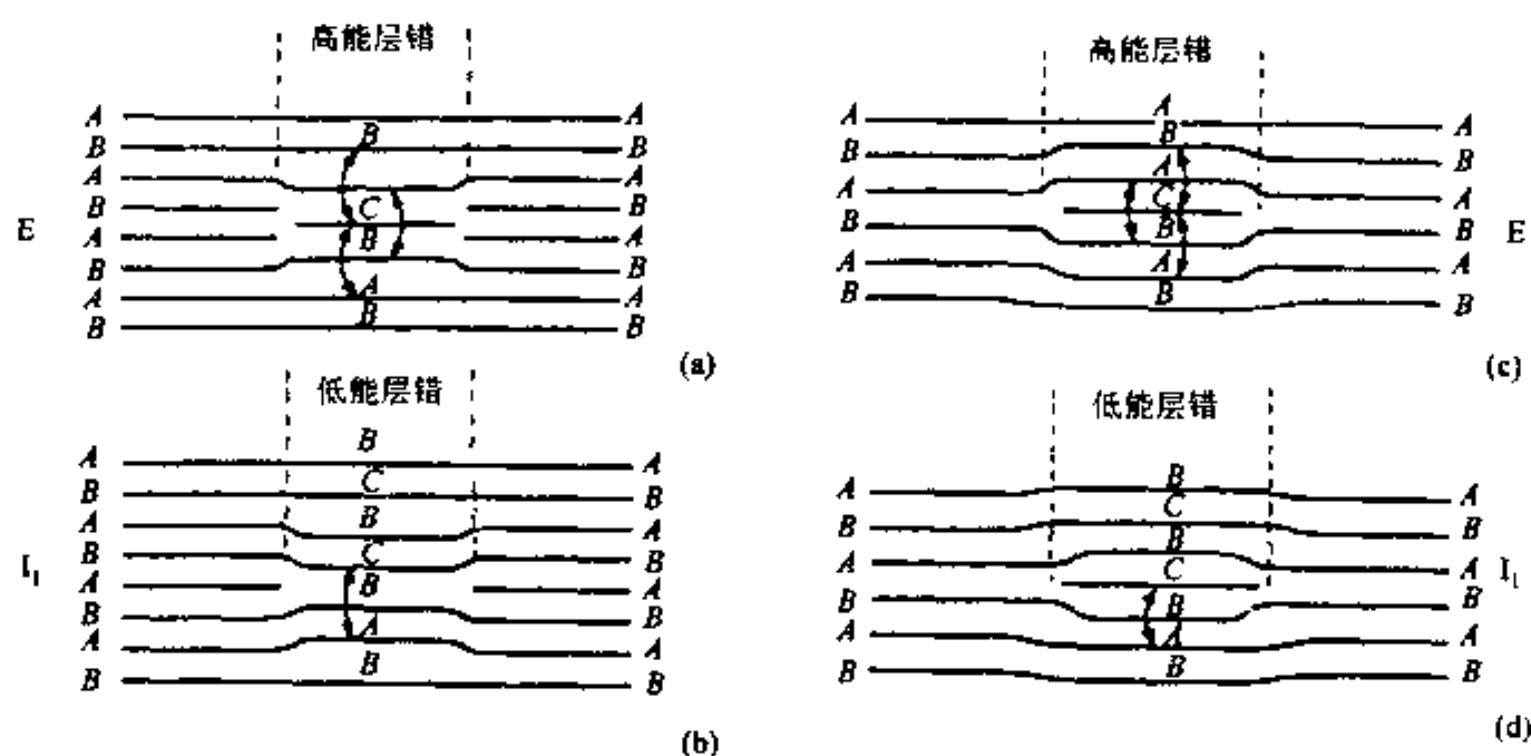 高能层错
A A
B B B
A A
B C B
E
A B A
B B
A A A
B B B
(a)
低能层错
B
A A
C
B B
A B A
B C B
I₁
A B A
B B
A A A
B B B
(b)
高能层错
A
A A
B
B B
A
A C A
B B B E
A A A
B B B
(c)
低能层错
B
A A
C
B B
B
A C A I₁
B B B
A A A
B B B
(d)